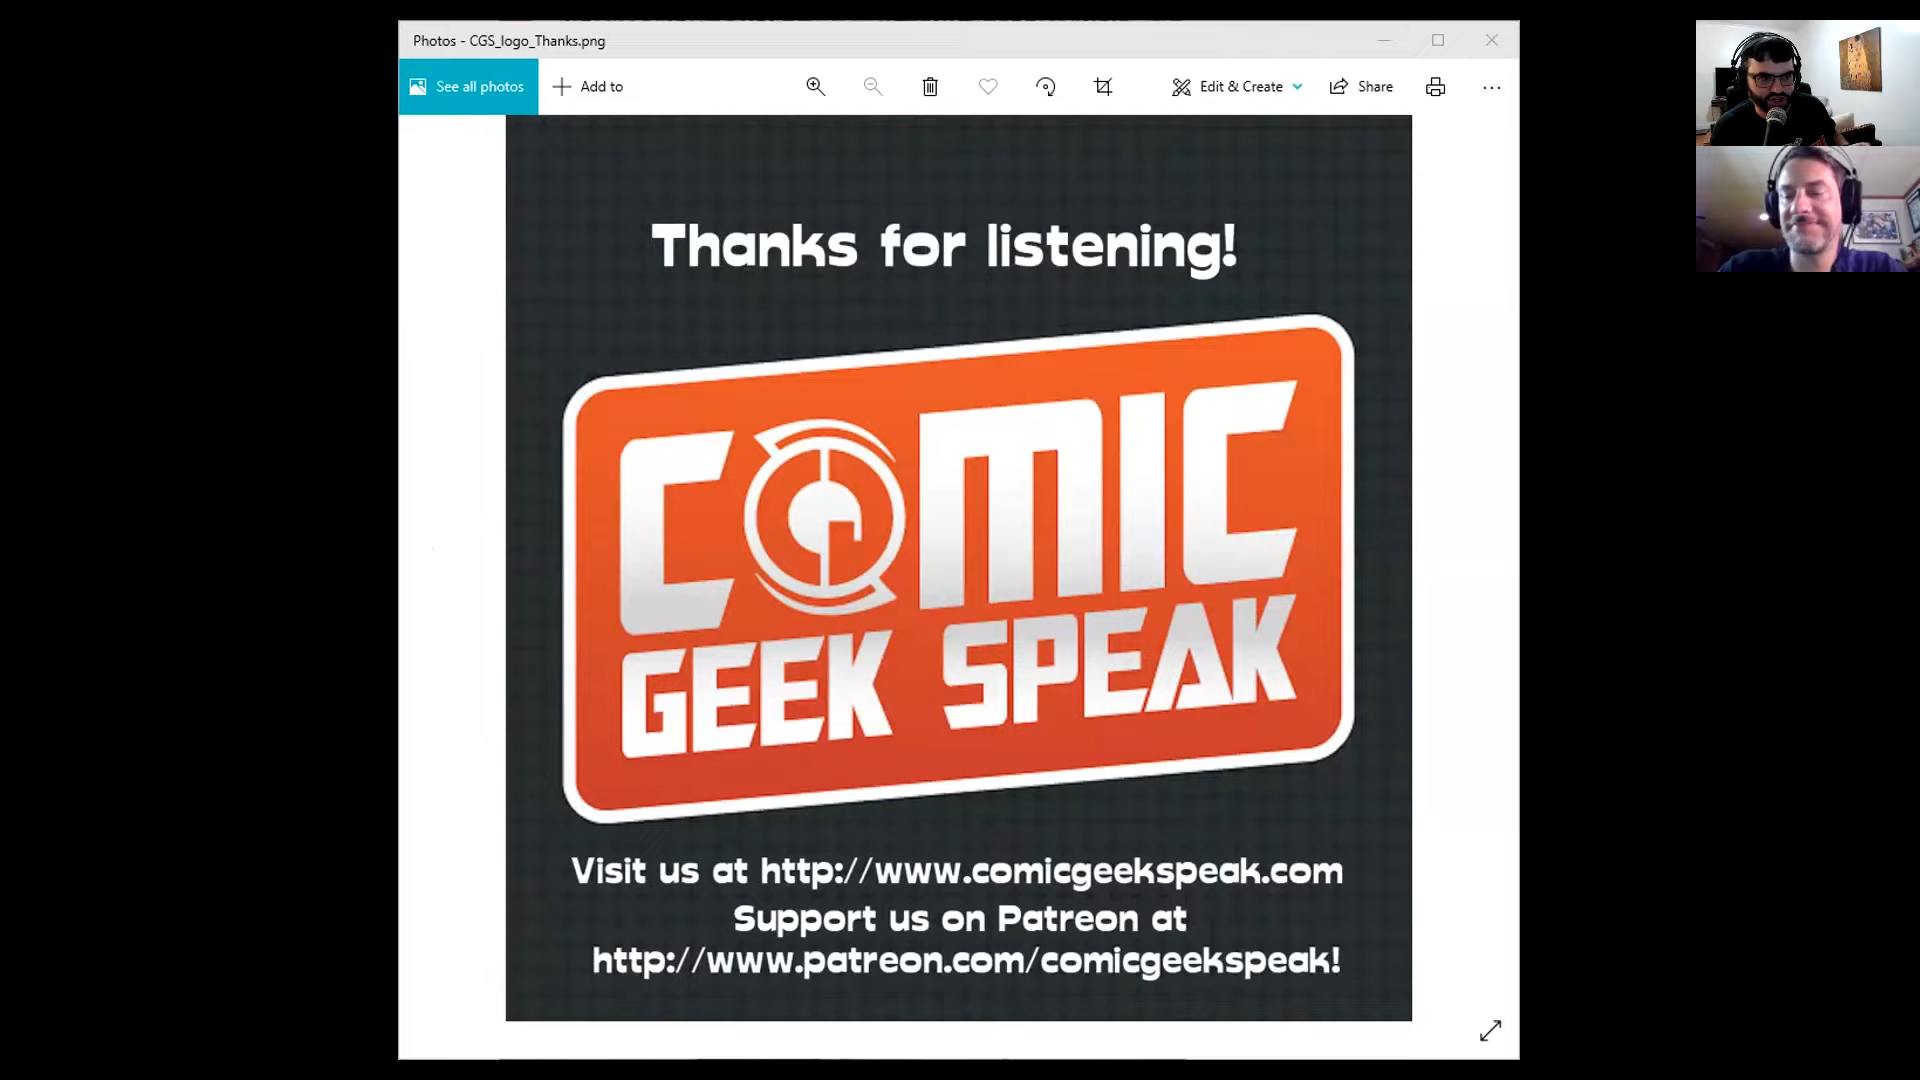 Photos - CGS_logo_Thanks.png
See all photos
Add to
Edit & Create
Share
Thanks for listening!
COMIC
GEEK SPEAK
Visit us at http://www.comicgeekspeak.com
Support us on Patreon at
http://www.patreon.com/comicgeekspeak!